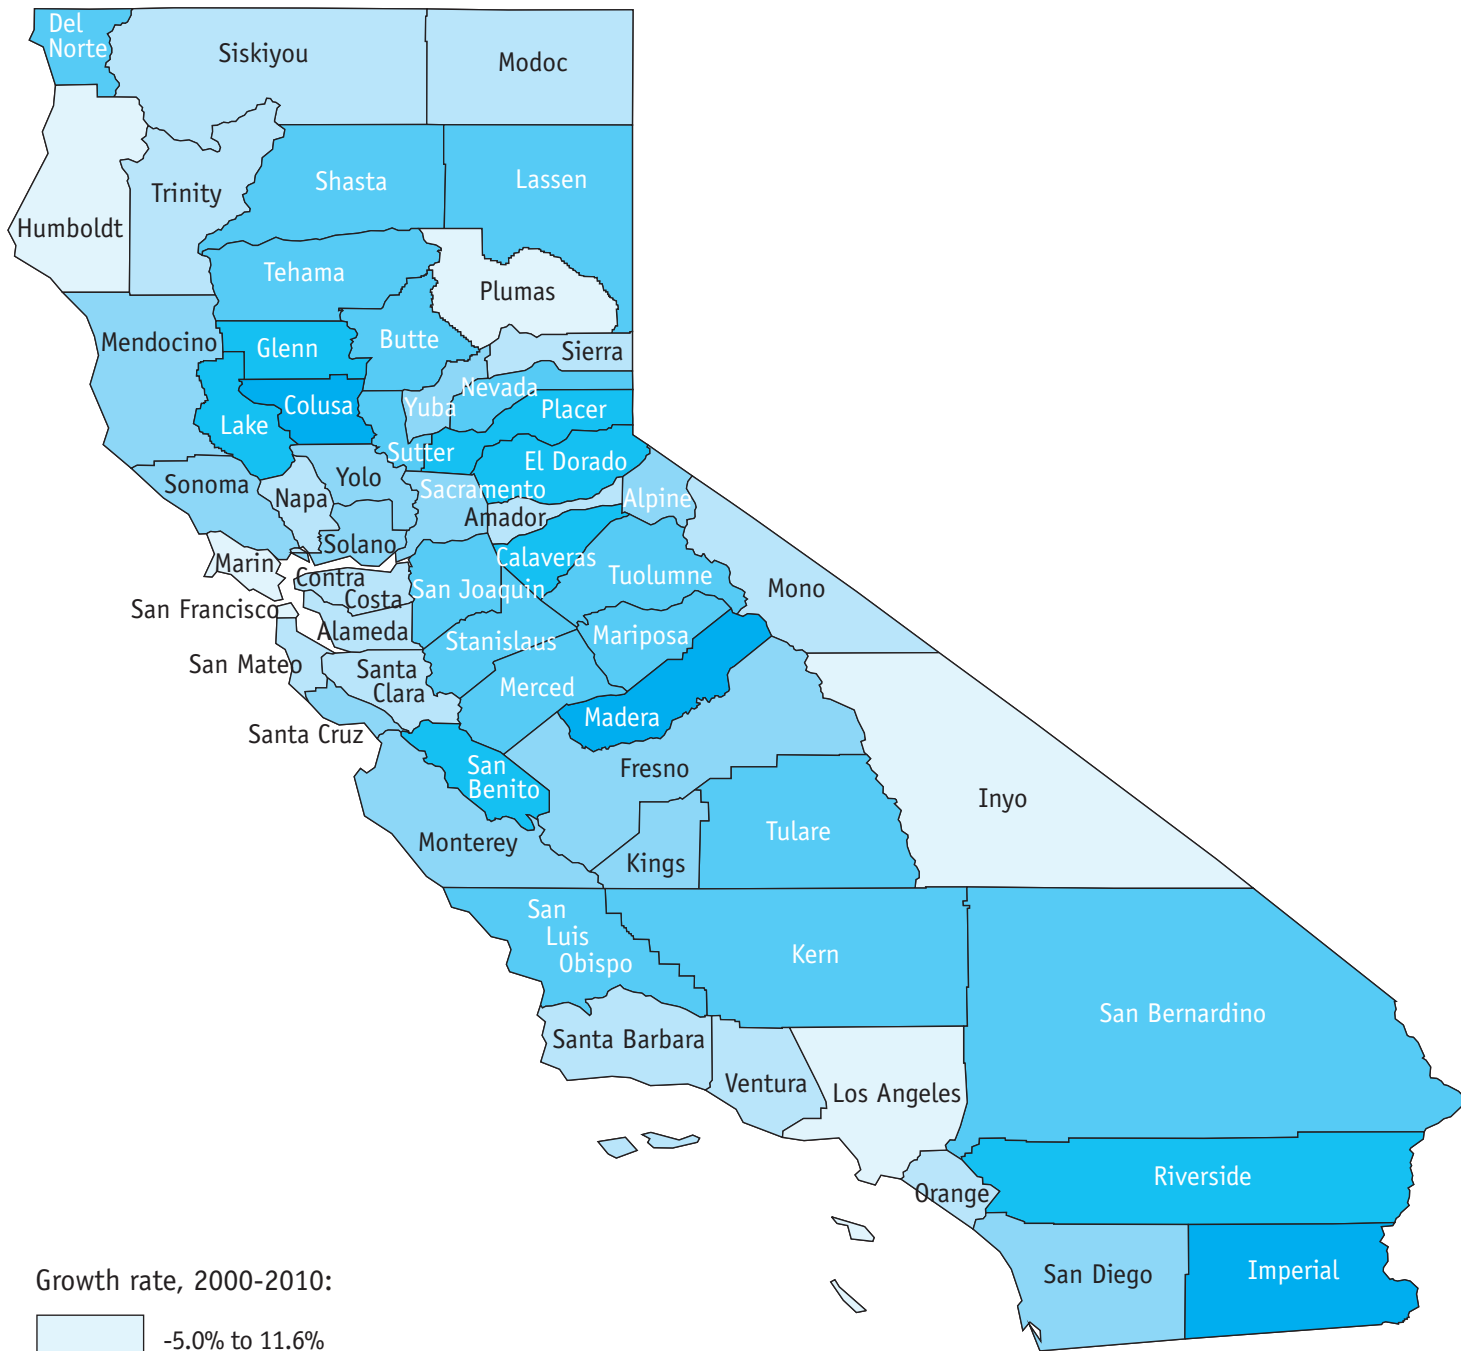 Del
Norte
Siskiyou
Modoc
Humboldt
Trinity
Shasta
Lassen
Tehama
Plumas
Mendocino
Glenn
Butte
Sierra
Lake
Colusa
Yuba
Nevada
Placer
Sutter
El Dorado
Sonoma
Napa
Yolo
Sacramento
Amador
Alpine
Solano
Marin
Contra
Costa
San Joaquin
Calaveras
Tuolumne
Mono
San Francisco
Alameda
Stanislaus
Mariposa
San Mateo
Santa
Clara
Merced
Madera
Santa Cruz
San
Benito
Fresno
Inyo
Monterey
Kings
Tulare
San
Luis
Obispo
Kern
San Bernardino
Santa Barbara
Ventura
Los Angeles
Orange
Riverside
San Diego
Imperial
Growth rate, 2000-2010:
-5.0% to 11.6%